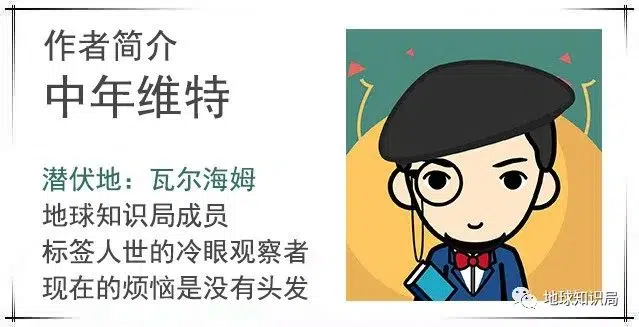 作者简介
中年维特
潜伏地：瓦尔海姆
地球知识局成员
标签人世的冷眼观察者
现在的烦恼是没有头发
地球知识局